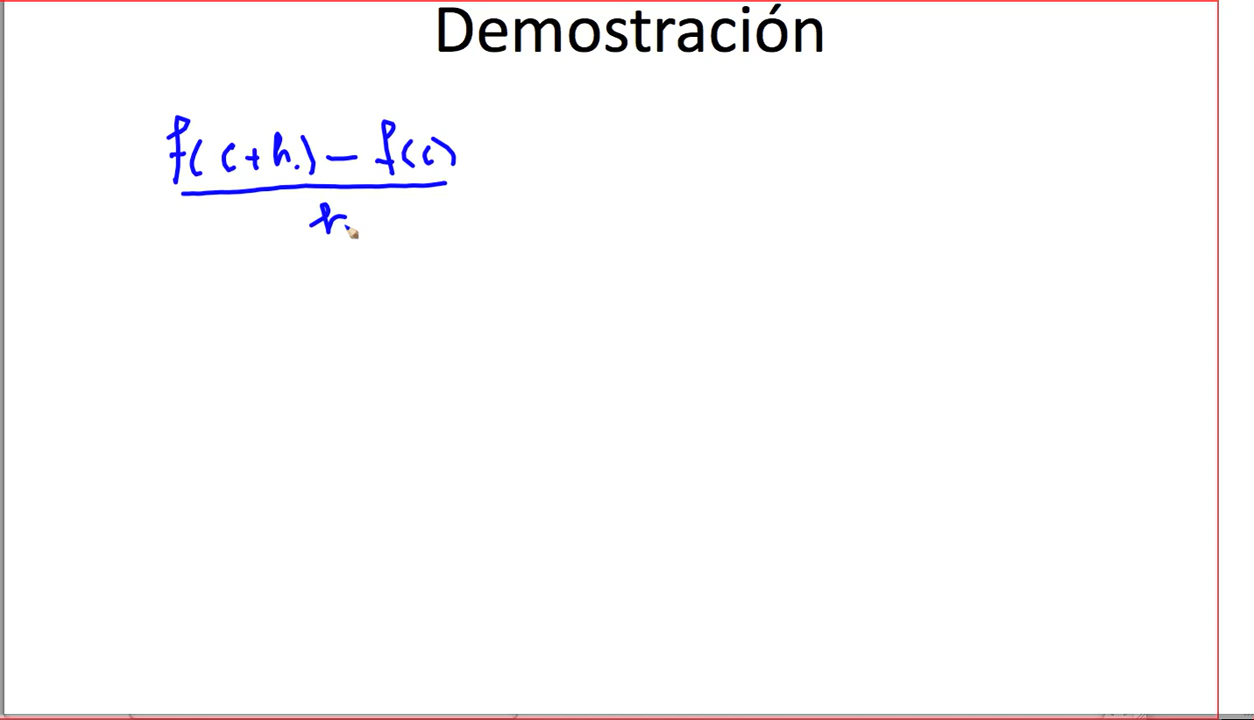 Demostración
f(c+h) - f(c)
h